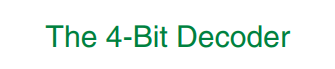 The 4-Bit Decoder